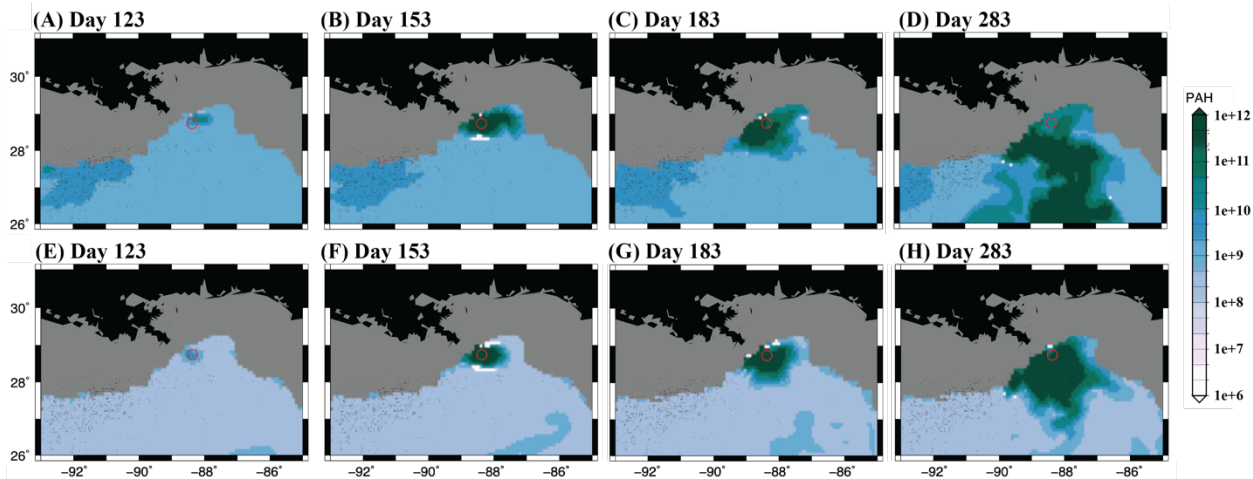 (A) Day 123
(B) Day 153
(C) Day 183
(D) Day 283
30°
28°
26°
PAH
1e+12
1e+11
1e+10
1e+9
1e+8
1e+7
1e+6
(E) Day 123
(F) Day 153
(G) Day 183
(H) Day 283
30°
28°
26°
−92° −90° −88° −86°
−92° −90° −88° −86°
−92° −90° −88° −86°
−92° −90° −88° −86°